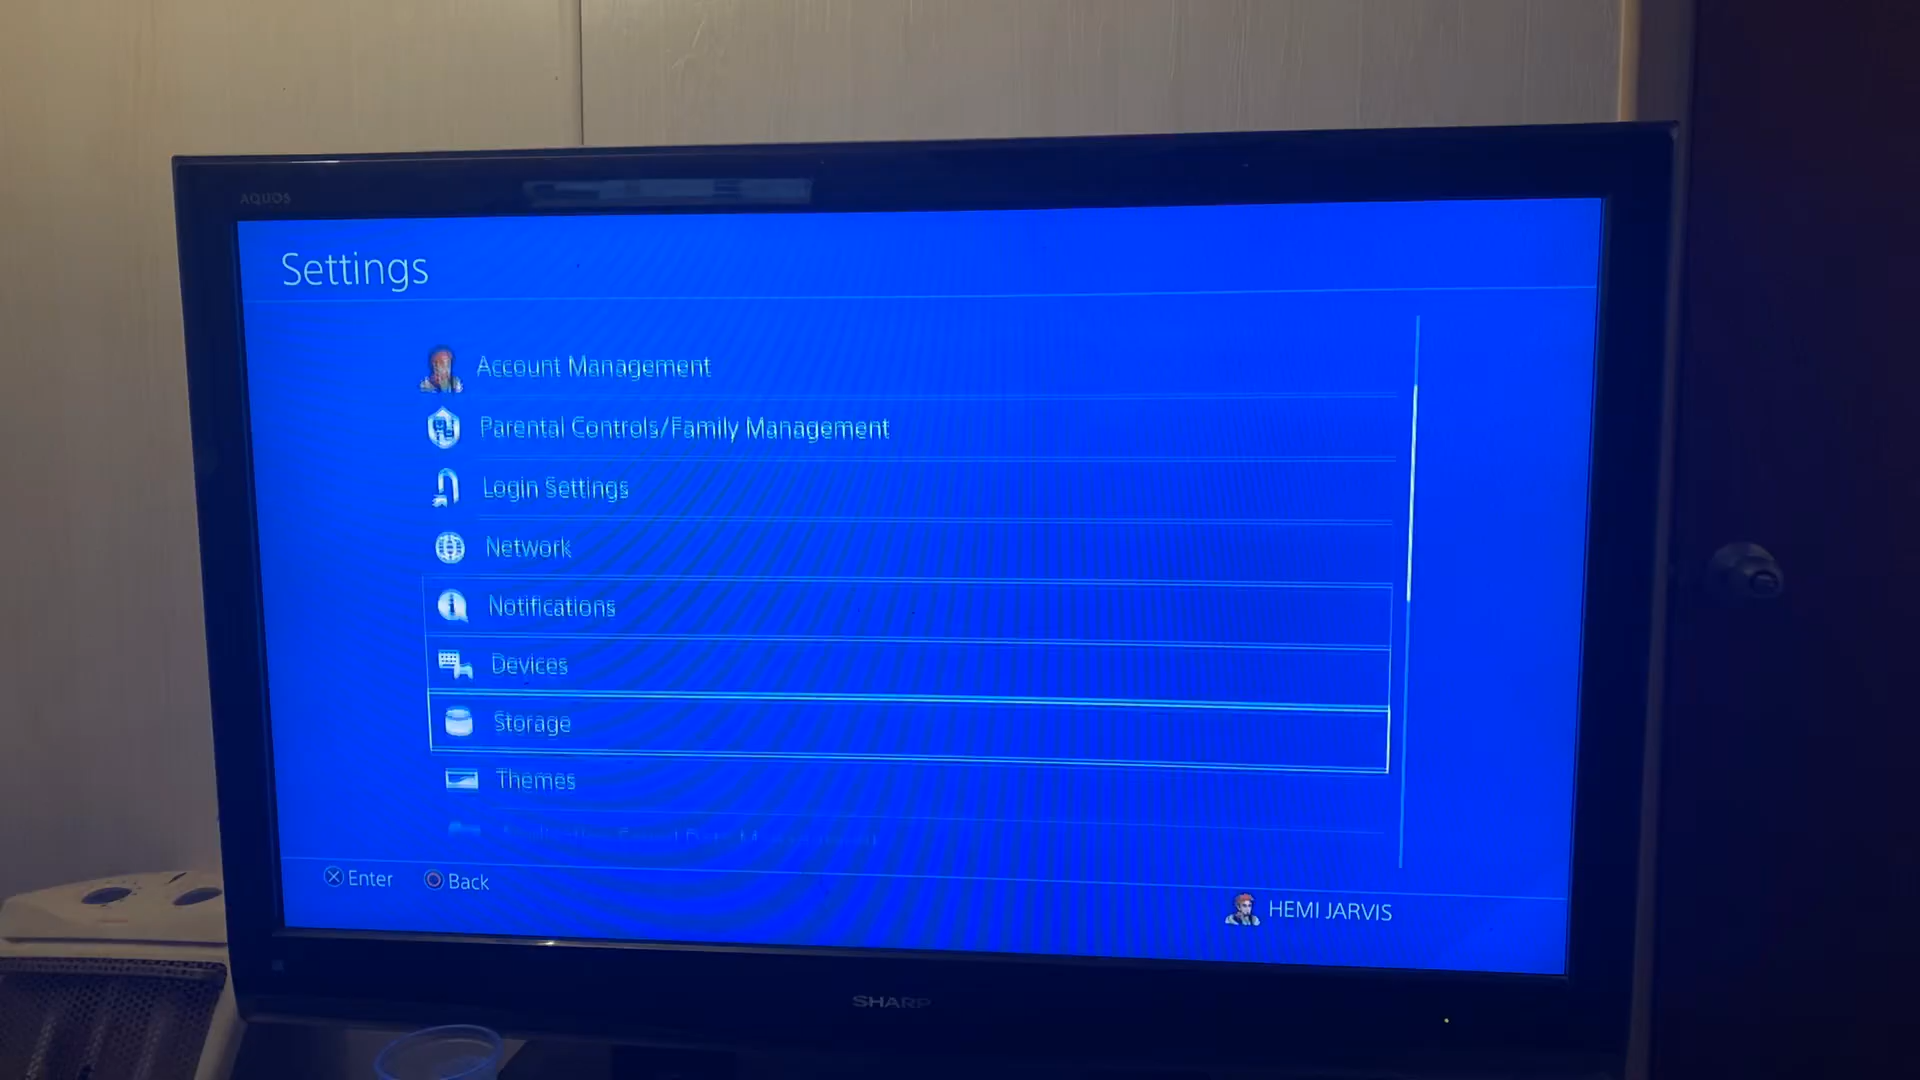 AQUOS
Settings
Account Management
Parental Controls/Family Management
Login Settings
Network
Notifications
Devices
Storage
Themes
Enter
Back
HEMI JARVIS
SHARP